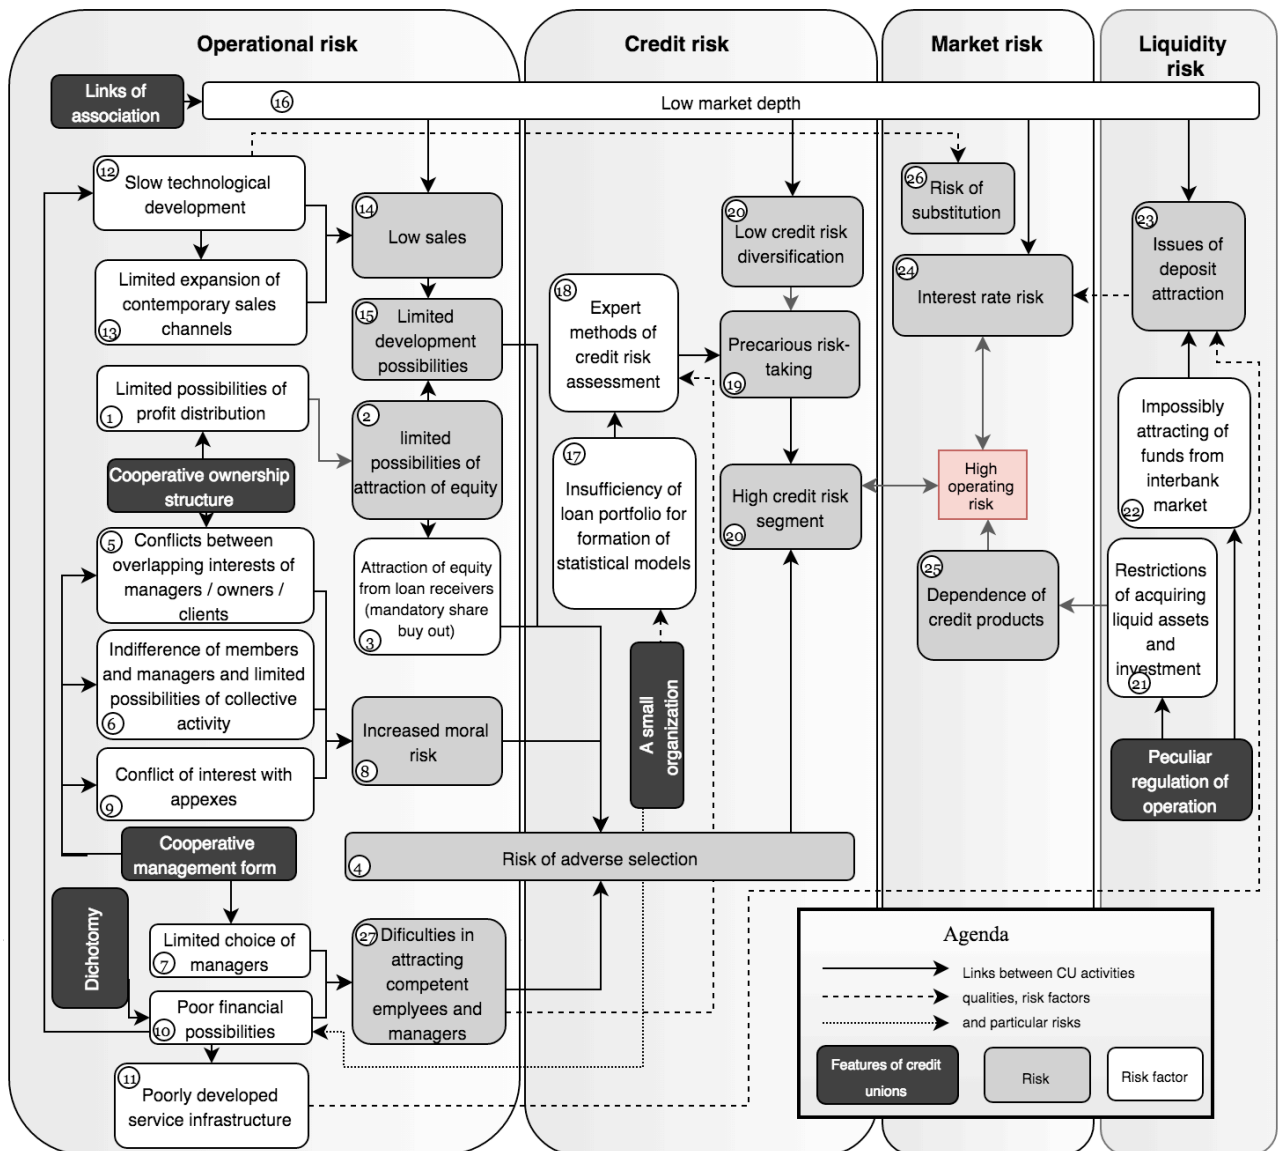 Operational risk
Credit risk
Market risk
Liquidity
risk
Links of
association
16
Low market depth
12
Slow technological
development
Limited expansion of
contemporary sales
channels
13
14
Low sales
15
Limited
development
possibilities
Limited possibilities of
profit distribution
1
2
limited
possibilities of
attraction of equity
Cooperative ownership
structure
5
Conflicts between
overlapping interests of
managers / owners /
clients
Attraction of equity
from loan receivers
(mandatory share
buy out)
3
Indifference of members
and managers and limited
possibilities of collective
activity
6
Increased moral
risk
8
Conflict of interest with
appexes
9
Cooperative
management form
Risk of adverse selection
4
Dichotomy
Limited choice of
managers
7
Poor financial
possibilities
10
27
Dificulties in
attracting
competent
emplyees and
managers
11
Poorly developed
service infrastructure
18
Expert
methods of
credit risk
assessment
17
Insufficiency of
loan portfolio for
formation of
statistical models
A small
organization
20
Low credit risk
diversification
Precarious risk-
taking
19
High credit risk
segment
20
26
Risk of
substitution
24
Interest rate risk
High
operating
risk
25
Dependence of
credit products
23
Issues of
deposit
attraction
Impossibly
attracting of
funds from
interbank
market
22
Restrictions
of acquiring
liquid assets
and
investment
21
Peculiar
regulation of
operation
Agenda
Links between CU activities
qualities, risk factors
and particular risks
Features of credit
unions
Risk
Risk factor